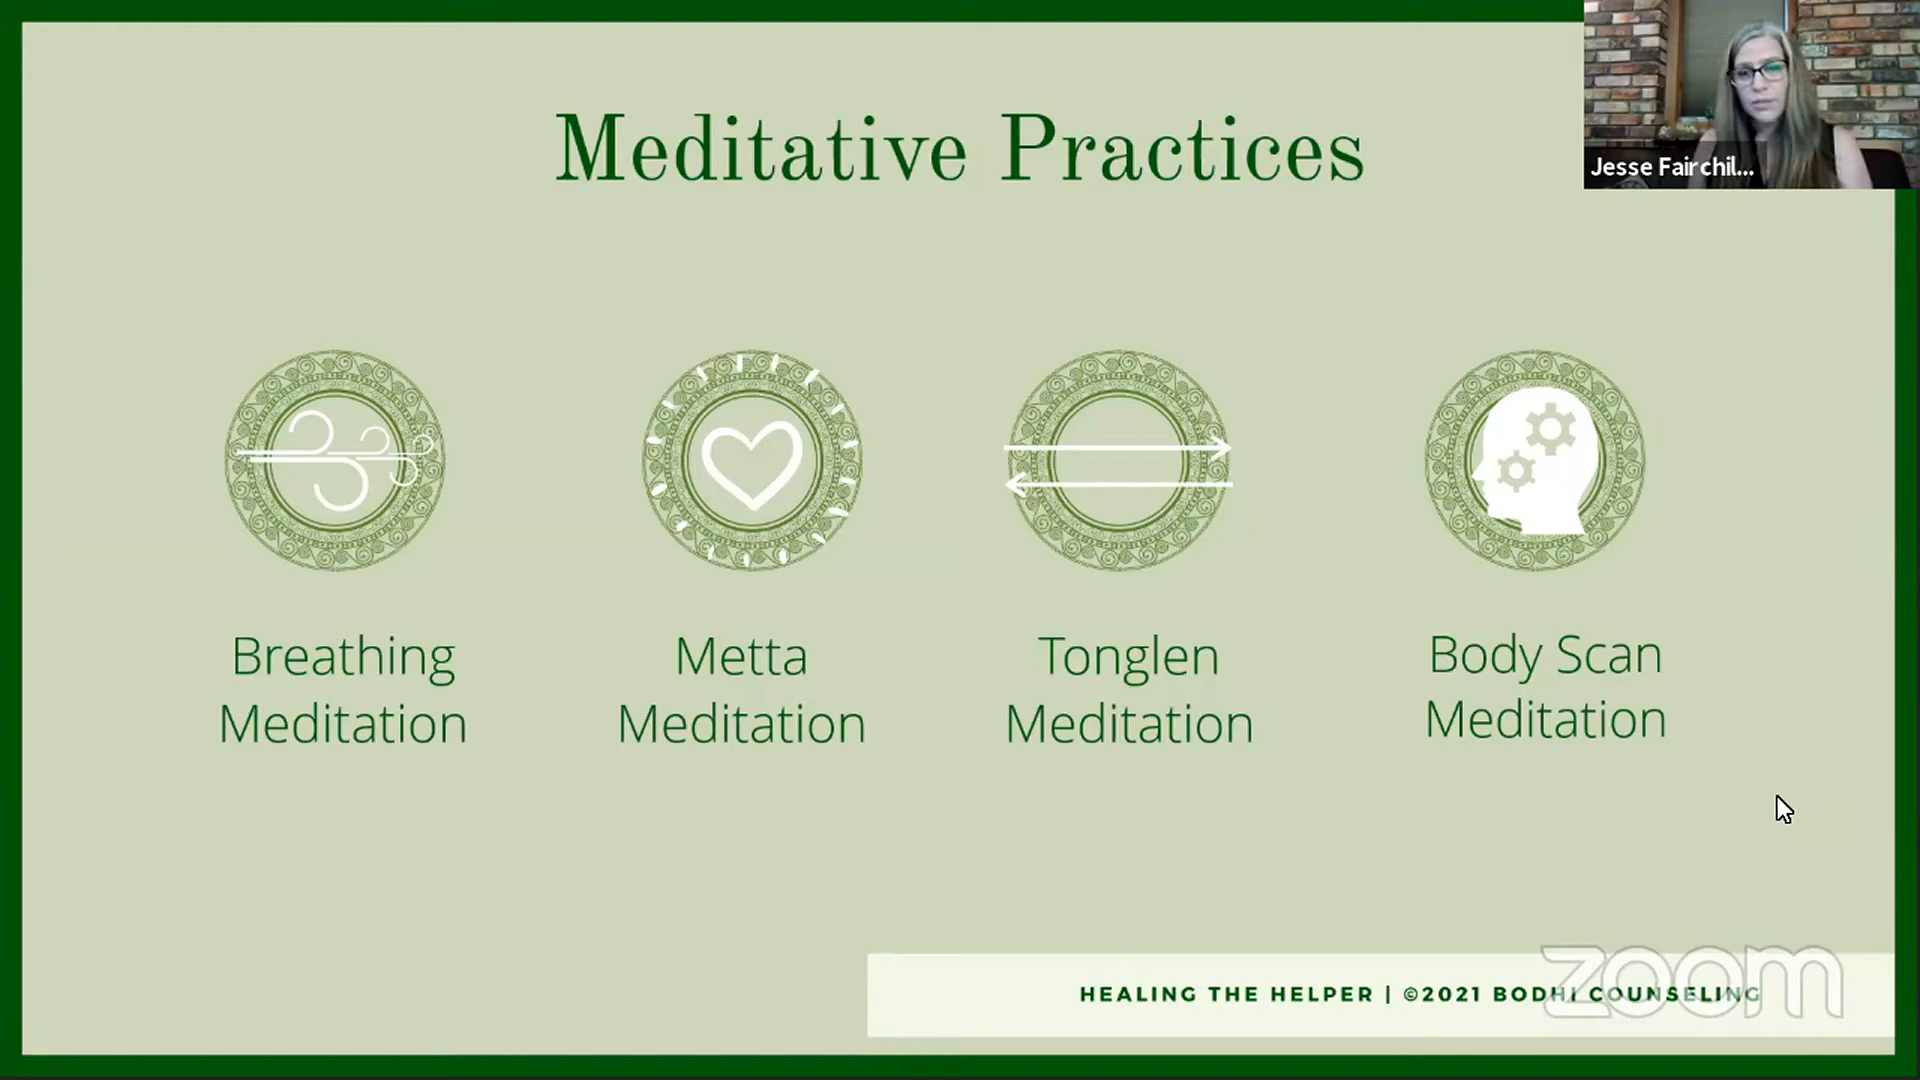 Meditative Practices
Jesse Fairchil...
Breathing
Meditation
Metta
Meditation
Tonglen
Meditation
Body Scan
Meditation
HEALING THE HELPER | ©2021 BODHI COUNSELING
zoom